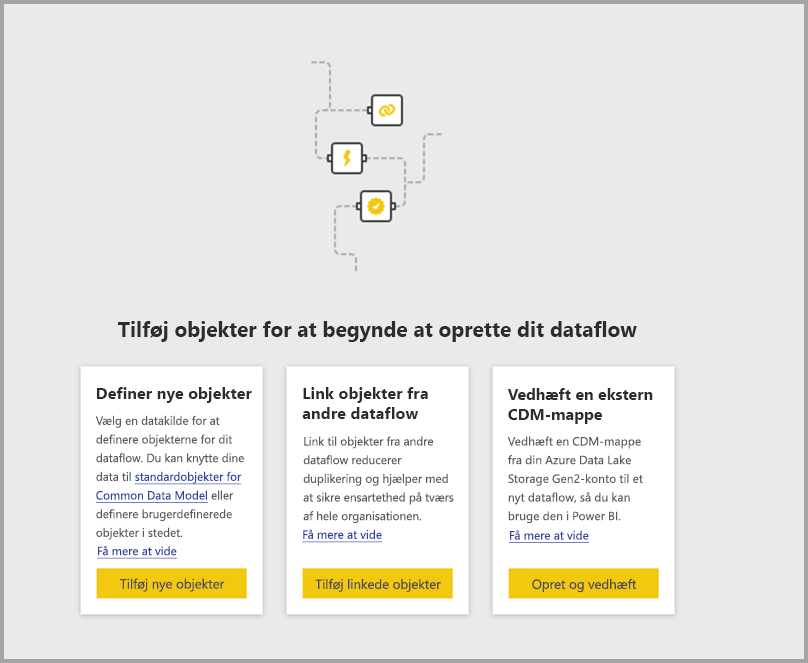 Tilføj objekter for at begynde at oprette dit dataflow
Definer nye objekter
Vælg en datakilde for at
definere objekterne for dit
dataflow. Du kan knytte dine
data til standardobjekter for
Common Data Model eller
definere brugerdefinerede
objekter i stedet.
Få mere at vide
Tilføj nye objekter
Link objekter fra
andre dataflow
Link til objekter fra andre
dataflow reducerer
duplikering og hjælper med
at sikre ensartethed på tværs
af hele organisationen.
Få mere at vide
Tilføj linkede objekter
Vedhæft en ekstern
CDM-mappe
Vedhæft en CDM-mappe
fra din Azure Data Lake
Storage Gen2-konto til et
nyt dataflow, så du kan
bruge den i Power BI.
Få mere at vide
Opret og vedhæft